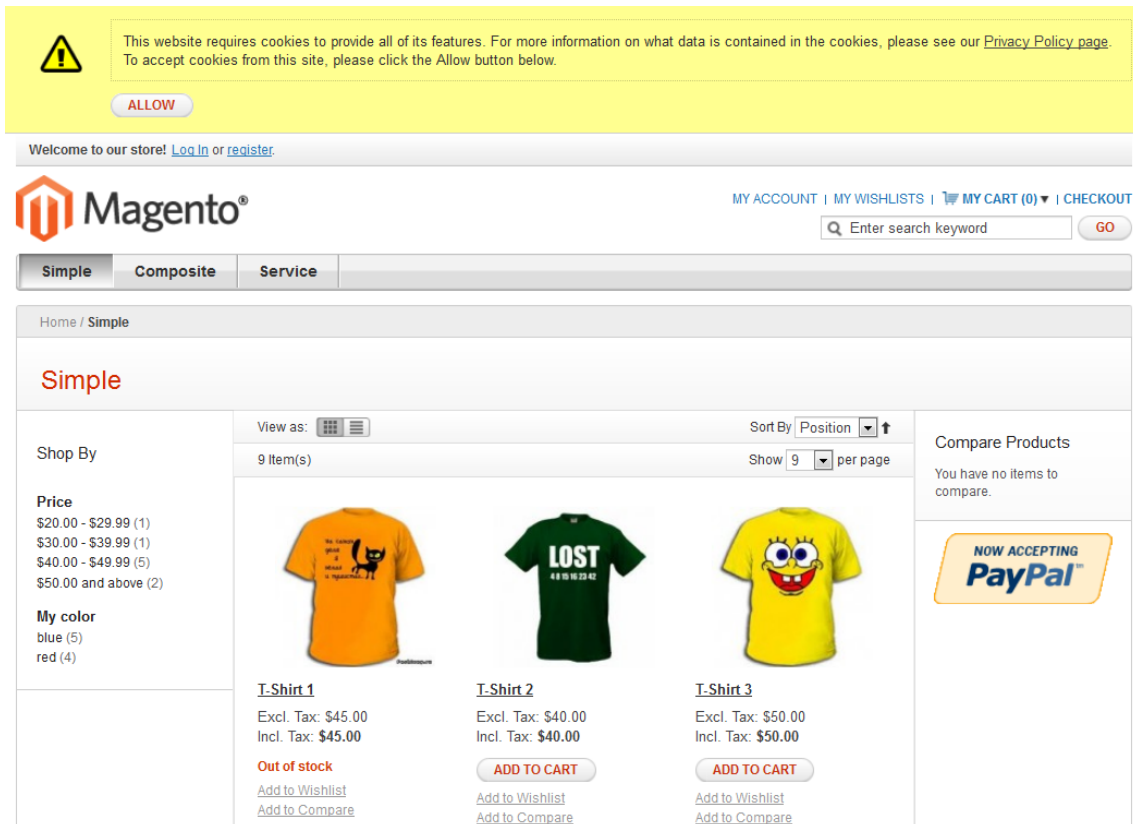 This website requires cookies to provide all of its features. For more information on what data is contained in the cookies, please see our Privacy Policy page.
To accept cookies from this site, please click the Allow button below.
ALLOW
Welcome to our store! Log In or register.
Magento®
MY ACCOUNT | MY WISHLISTS | MY CART (0) ▼ | CHECKOUT
Enter search keyword GO
Simple Composite Service
Home / Simple
Simple
Shop By
Price
$20.00 - $29.99 (1)
$30.00 - $39.99 (1)
$40.00 - $49.99 (5)
$50.00 and above (2)
My color
blue (5)
red (4)
View as:
Sort By Position
9 Item(s)
Show 9 per page
LOST
4 8 15 16 23 42
T-Shirt 1
Excl. Tax: $45.00
Incl. Tax: $45.00
Out of stock
Add to Wishlist
Add to Compare
T-Shirt 2
Excl. Tax: $40.00
Incl. Tax: $40.00
ADD TO CART
Add to Wishlist
Add to Compare
T-Shirt 3
Excl. Tax: $50.00
Incl. Tax: $50.00
ADD TO CART
Add to Wishlist
Add to Compare
Compare Products
You have no items to
compare.
NOW ACCEPTING
PayPal™